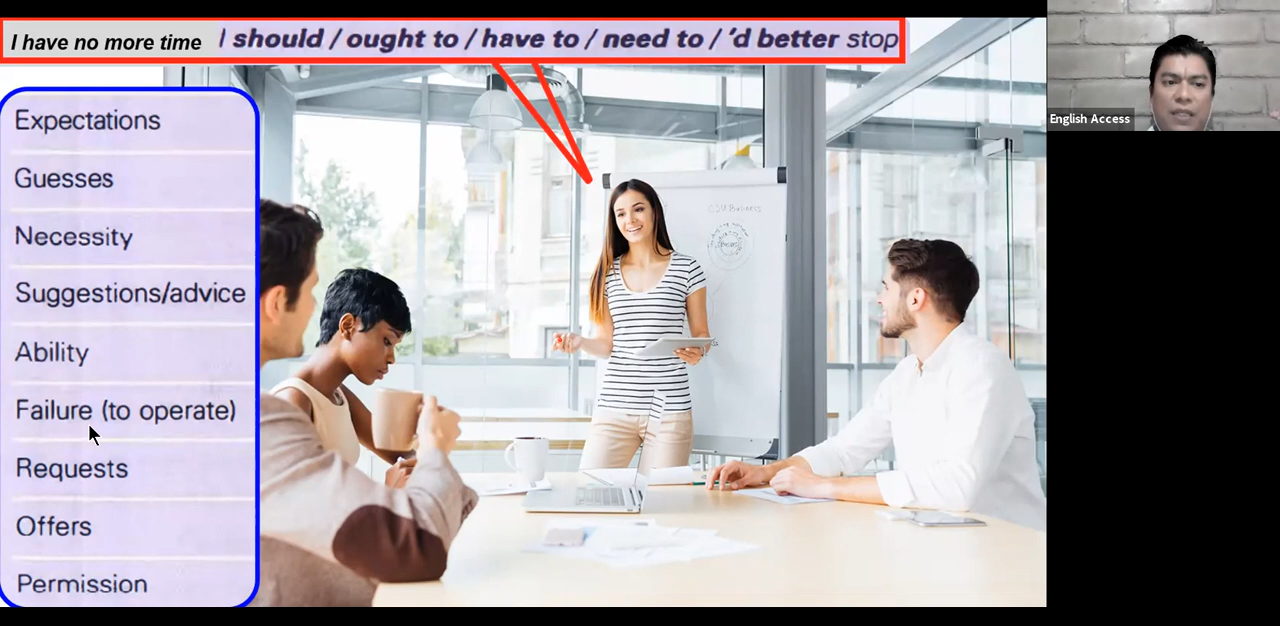 I have no more time I should / ought to / have to / need to / 'd better stop
Expectations
Guesses
Necessity
Suggestions/advice
Ability
Failure (to operate)
Requests
Offers
Permission
English Access